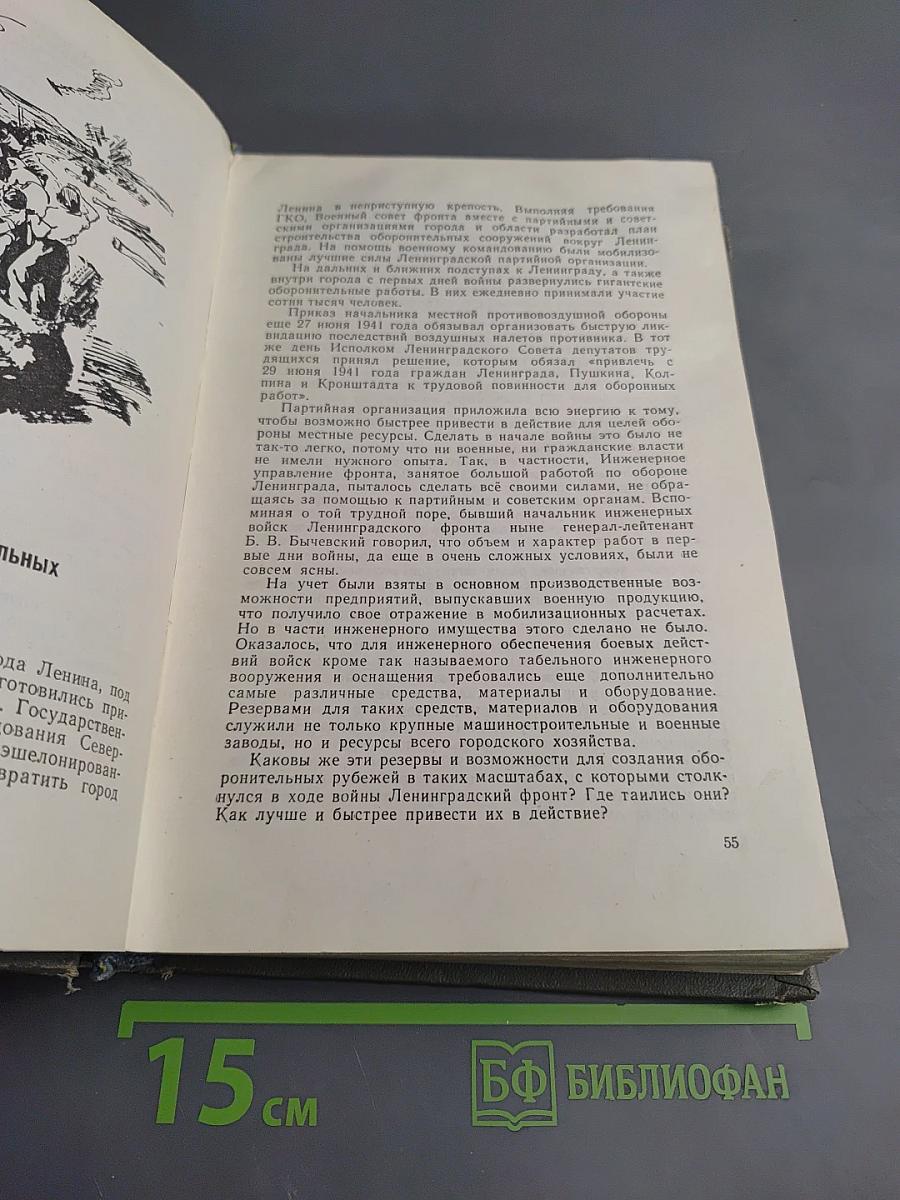 ЛЬНЫХ
ода Ленина, под
готовились при-
. Государствен-
дования Север-
эшелонирован-
вратить город
Ленина в неприступную крепость. Выполняя требования
ГКО, Военный совет фронта вместе с партийными и совет-
скими организациями города и области разработал план
строительства оборонительных сооружений вокруг Ленин-
града. На помощь военному командованию были мобилизо-
ваны лучшие силы Ленинградской партийной организации.
На дальних и ближних подступах к Ленинграду, а также
внутри города с первых дней войны развернулись гигантские
оборонительные работы. В них ежедневно принимали участие
сотни тысяч человек.
Приказ начальника местной противовоздушной обороны
еще 27 июня 1941 года обязывал организовать быструю лик-
видацию последствий воздушных налетов противника. В тот
же день Исполком Ленинградского Совета депутатов тру-
дящихся принял решение, которым обязал «привлечь с
29 июня 1941 года граждан Ленинграда, Пушкина, Кол-
пина и Кронштадта к трудовой повинности для оборонных
работ».
Партийная организация приложила всю энергию к тому,
чтобы возможно быстрее привести в действие для целей обо-
роны местные ресурсы. Сделать в начале войны это было не
так-то легко, потому что ни военные, ни гражданские власти
не имели нужного опыта. Так, в частности, Инженерное
управление фронта, занятое большой работой по обороне
Ленинграда, пыталось сделать всё своими силами, не обра-
щаясь за помощью к партийным и советским органам. Вспо-
миная о той трудной поре, бывший начальник инженерных
войск Ленинградского фронта ныне генерал-лейтенант
Б. В. Бычевский говорил, что объем и характер работ в пер-
вые дни войны, да еще в очень сложных условиях, были не
совсем ясны.
На учет были взяты в основном производственные воз-
можности предприятий, выпускавших военную продукцию,
что получило свое отражение в мобилизационных расчетах.
Но в части инженерного имущества этого сделано не было.
Оказалось, что для инженерного обеспечения боевых дейст-
вий войск кроме так называемого табельного инженерного
вооружения и оснащения требовались еще дополнительно
самые различные средства, материалы и оборудование.
Резервами для таких средств, материалов и оборудования
служили не только крупные машиностроительные и военные
заводы, но и ресурсы всего городского хозяйства.
Каковы же эти резервы и возможности для создания обо-
ронительных рубежей в таких масштабах, с которыми столк-
нулся в ходе войны Ленинградский фронт? Где таились они?
Как лучше и быстрее привести их в действие?
55
15 см
БФ БИБЛИОФАН